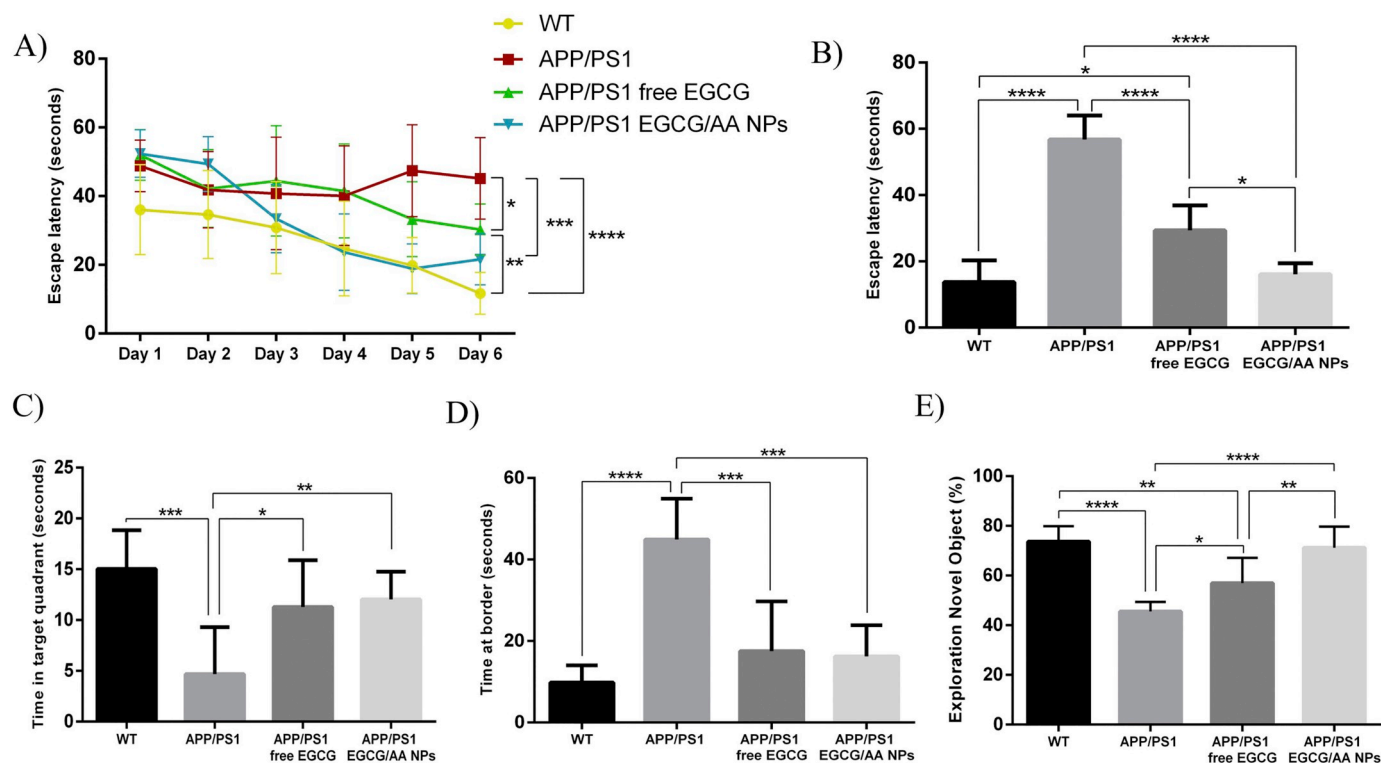 A)
WT
APP/PS1
APP/PS1 free EGCG
APP/PS1 EGCG/AA NPs
Escape latency (seconds)
80
60
40
20
0
*
**
***
****
Day 1 Day 2 Day 3 Day 4 Day 5 Day 6
B)
Escape latency (seconds)
80
60
40
20
0
****
*
**** ****
*
WT APP/PS1 APP/PS1 APP/PS1
free EGCG EGCG/AA NPs
C)
Time in target quadrant (seconds)
25
20
15
10
5
0
**
*** *
WT APP/PS1 APP/PS1 APP/PS1
free EGCG EGCG/AA NPs
D)
Time at border (seconds)
60
40
20
0
***
**** ***
WT APP/PS1 APP/PS1 APP/PS1
free EGCG EGCG/AA NPs
E)
Exploration Novel Object (%)
100
80
60
40
20
0
****
** **
****
*
WT APP/PS1 APP/PS1 APP/PS1
free EGCG EGCG/AA NPs